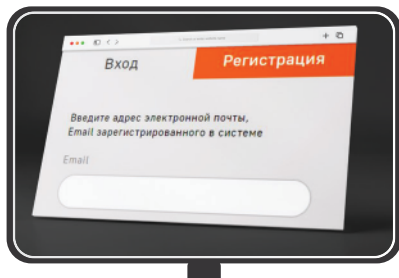 Вход
Регистрация
Введите адрес электронной почты,
Email зарегистрированного в системе
Email